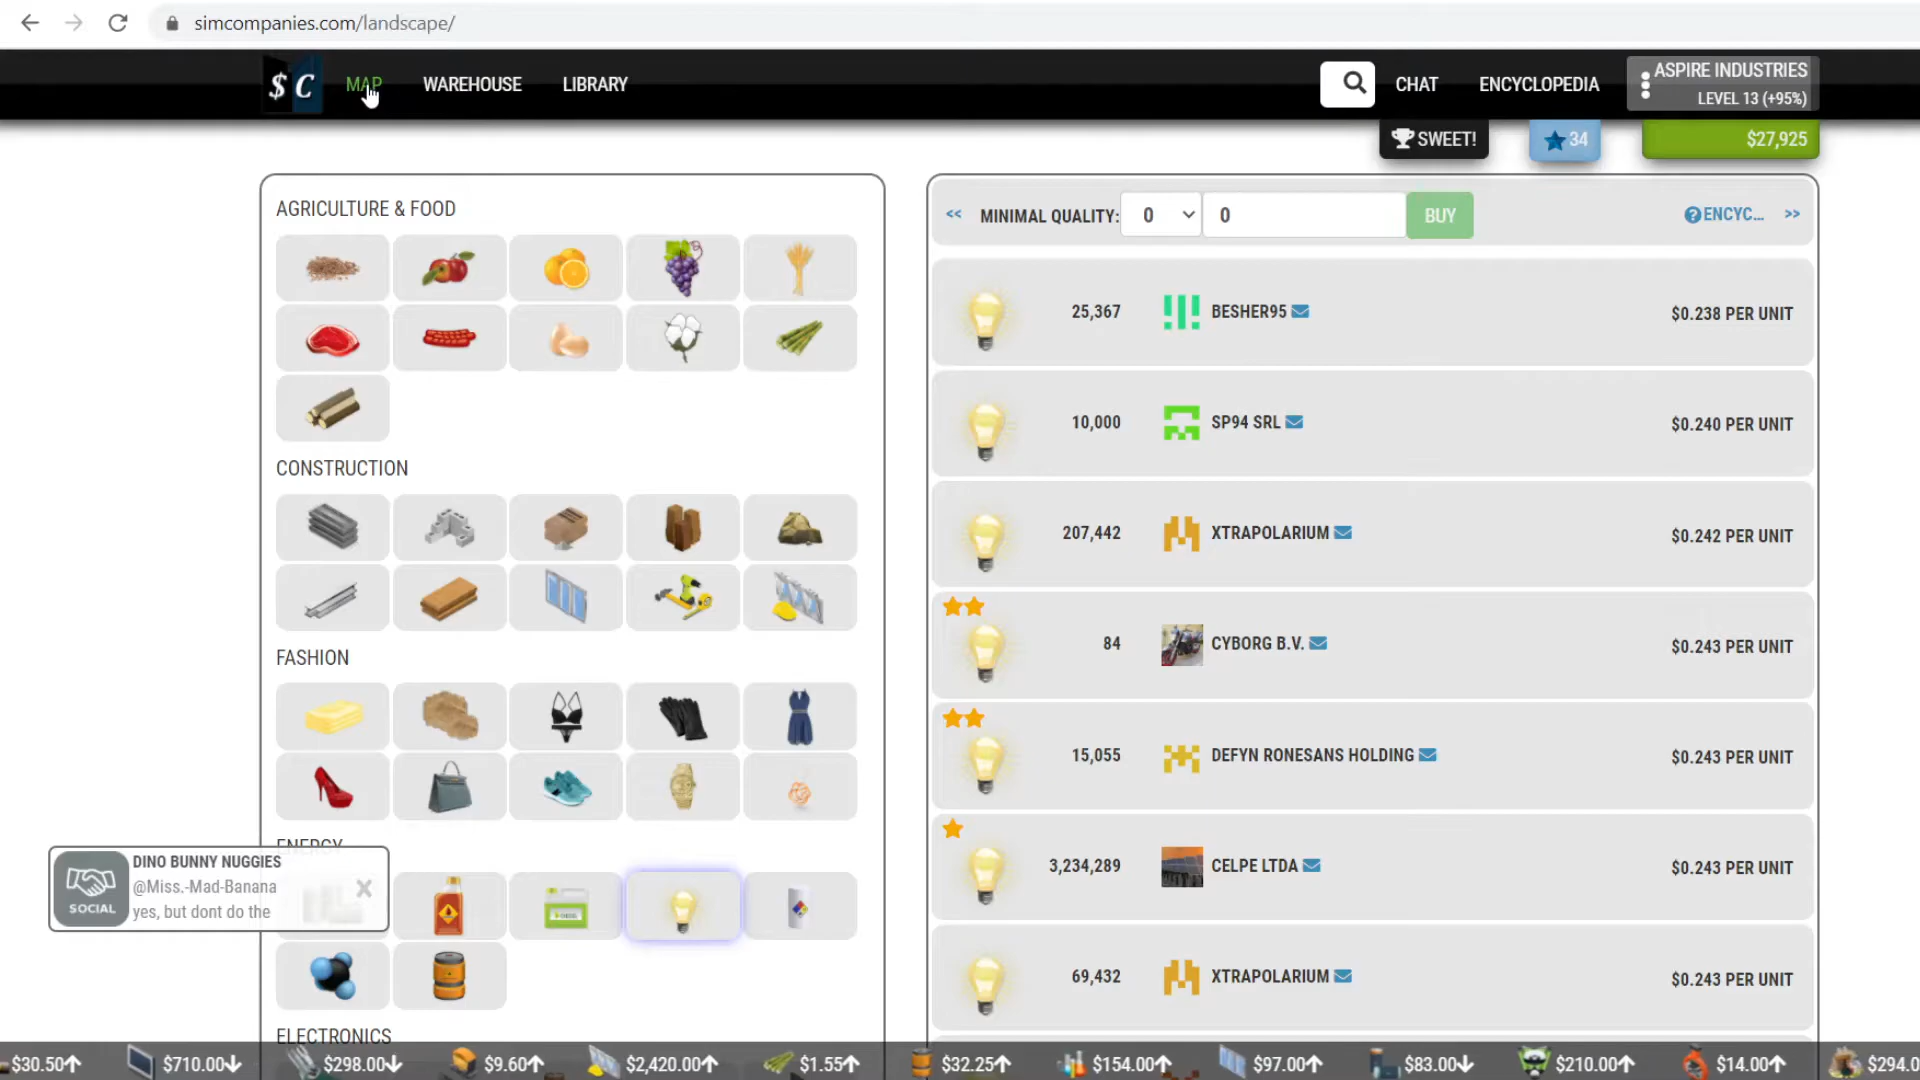 simcompanies.com/landscape/
$C MAP WAREHOUSE LIBRARY CHAT ENCYCLOPEDIA ASPIRE INDUSTRIES
LEVEL 13 (+95%)
SWEET! 34 $27,925
AGRICULTURE & FOOD
<< MINIMAL QUALITY: 0 0 BUY ENCYC... >>
25,367 BESHER95 $0.238 PER UNIT
10,000 SP94 SRL $0.240 PER UNIT
CONSTRUCTION
207,442 XTRAPOLARIUM $0.242 PER UNIT
84 CYBORG B.V. $0.243 PER UNIT
FASHION
15,055 DEFYN RONESANS HOLDING $0.243 PER UNIT
ENERGY
3,234,289 CELPE LTDA $0.243 PER UNIT
69,432 XTRAPOLARIUM $0.243 PER UNIT
SOCIAL
DINO BUNNY NUGGIES
@Miss.-Mad-Banana
yes, but dont do the
ELECTRONICS
$30.50 $710.00 $298.00 $9.60 $2,420.00 $1.55 $32.25 $154.00 $97.00 $83.00 $210.00 $14.00 $294.0